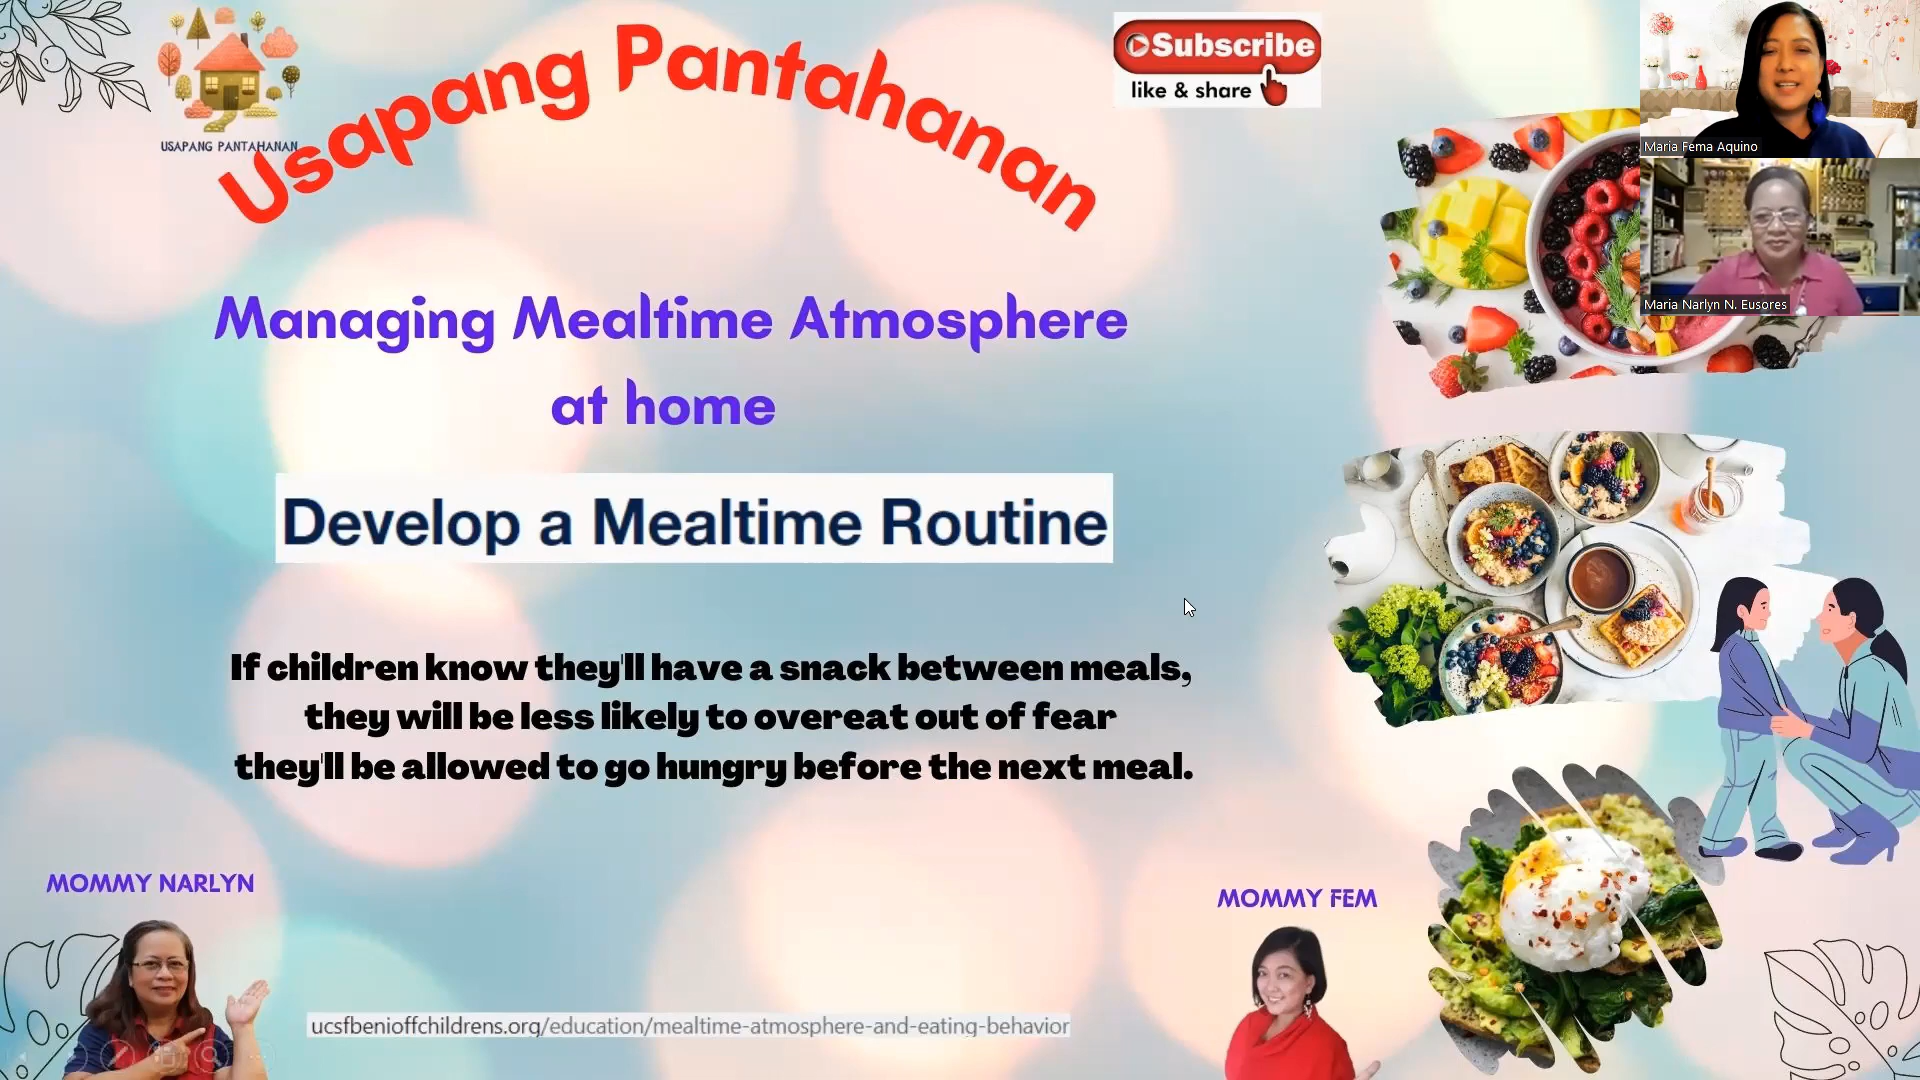 USAPANG PANTAHANAN
Usapang Pantahanan
Subscribe
like & share
Maria Fema Aquino
Maria Narlyn N. Eusores
Managing Mealtime Atmosphere
at home
Develop a Mealtime Routine
If children know they'll have a snack between meals,
they will be less likely to overeat out of fear
they'll be allowed to go hungry before the next meal.
MOMMY NARLYN
MOMMY FEM
ucsfbenioffchildrens.org/education/mealtime-atmosphere-and-eating-behavior